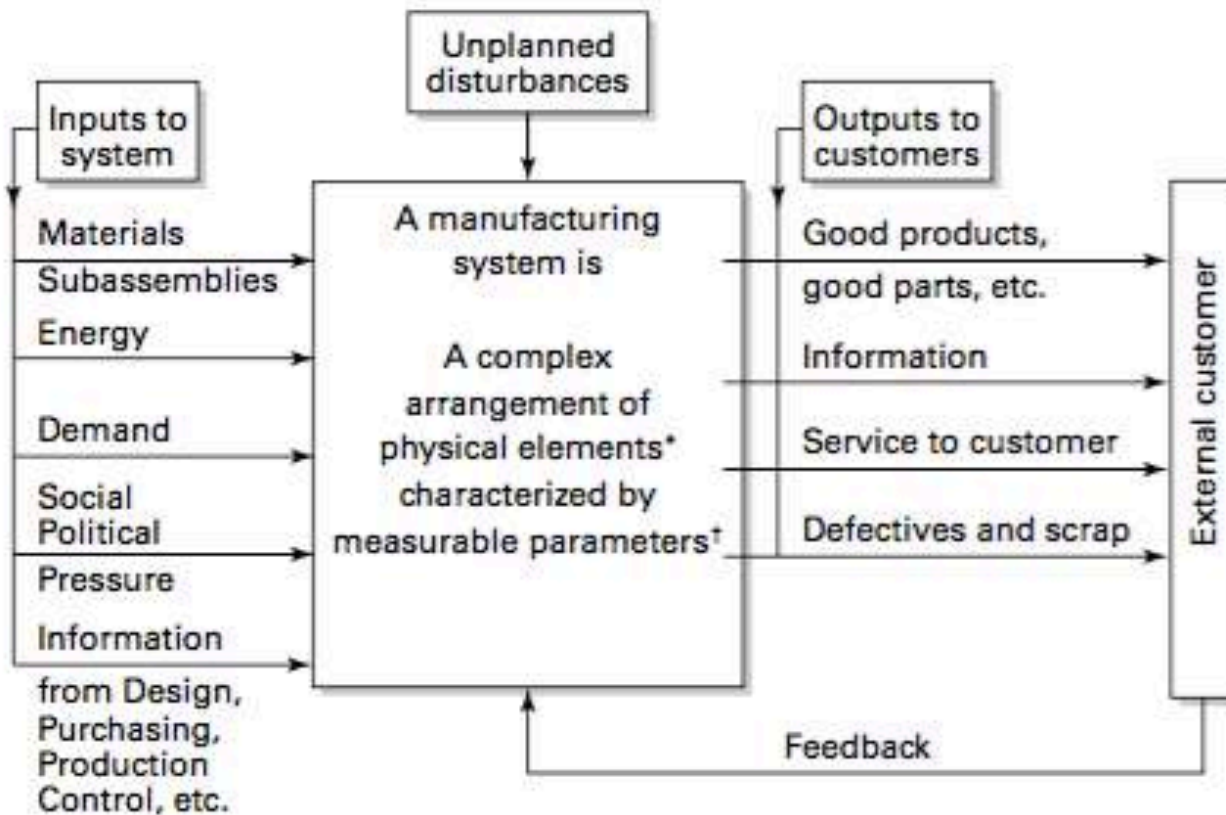 Unplanned
disturbances
Inputs to
system
Outputs to
customers
Materials
Subassemblies
Energy
Demand
Social
Political
Pressure
Information
from Design,
Purchasing,
Production
Control, etc.
A manufacturing
system is
A complex
arrangement of
physical elements*
characterized by
measurable parameters†
Good products,
good parts, etc.
Information
Service to customer
Defectives and scrap
External customer
Feedback